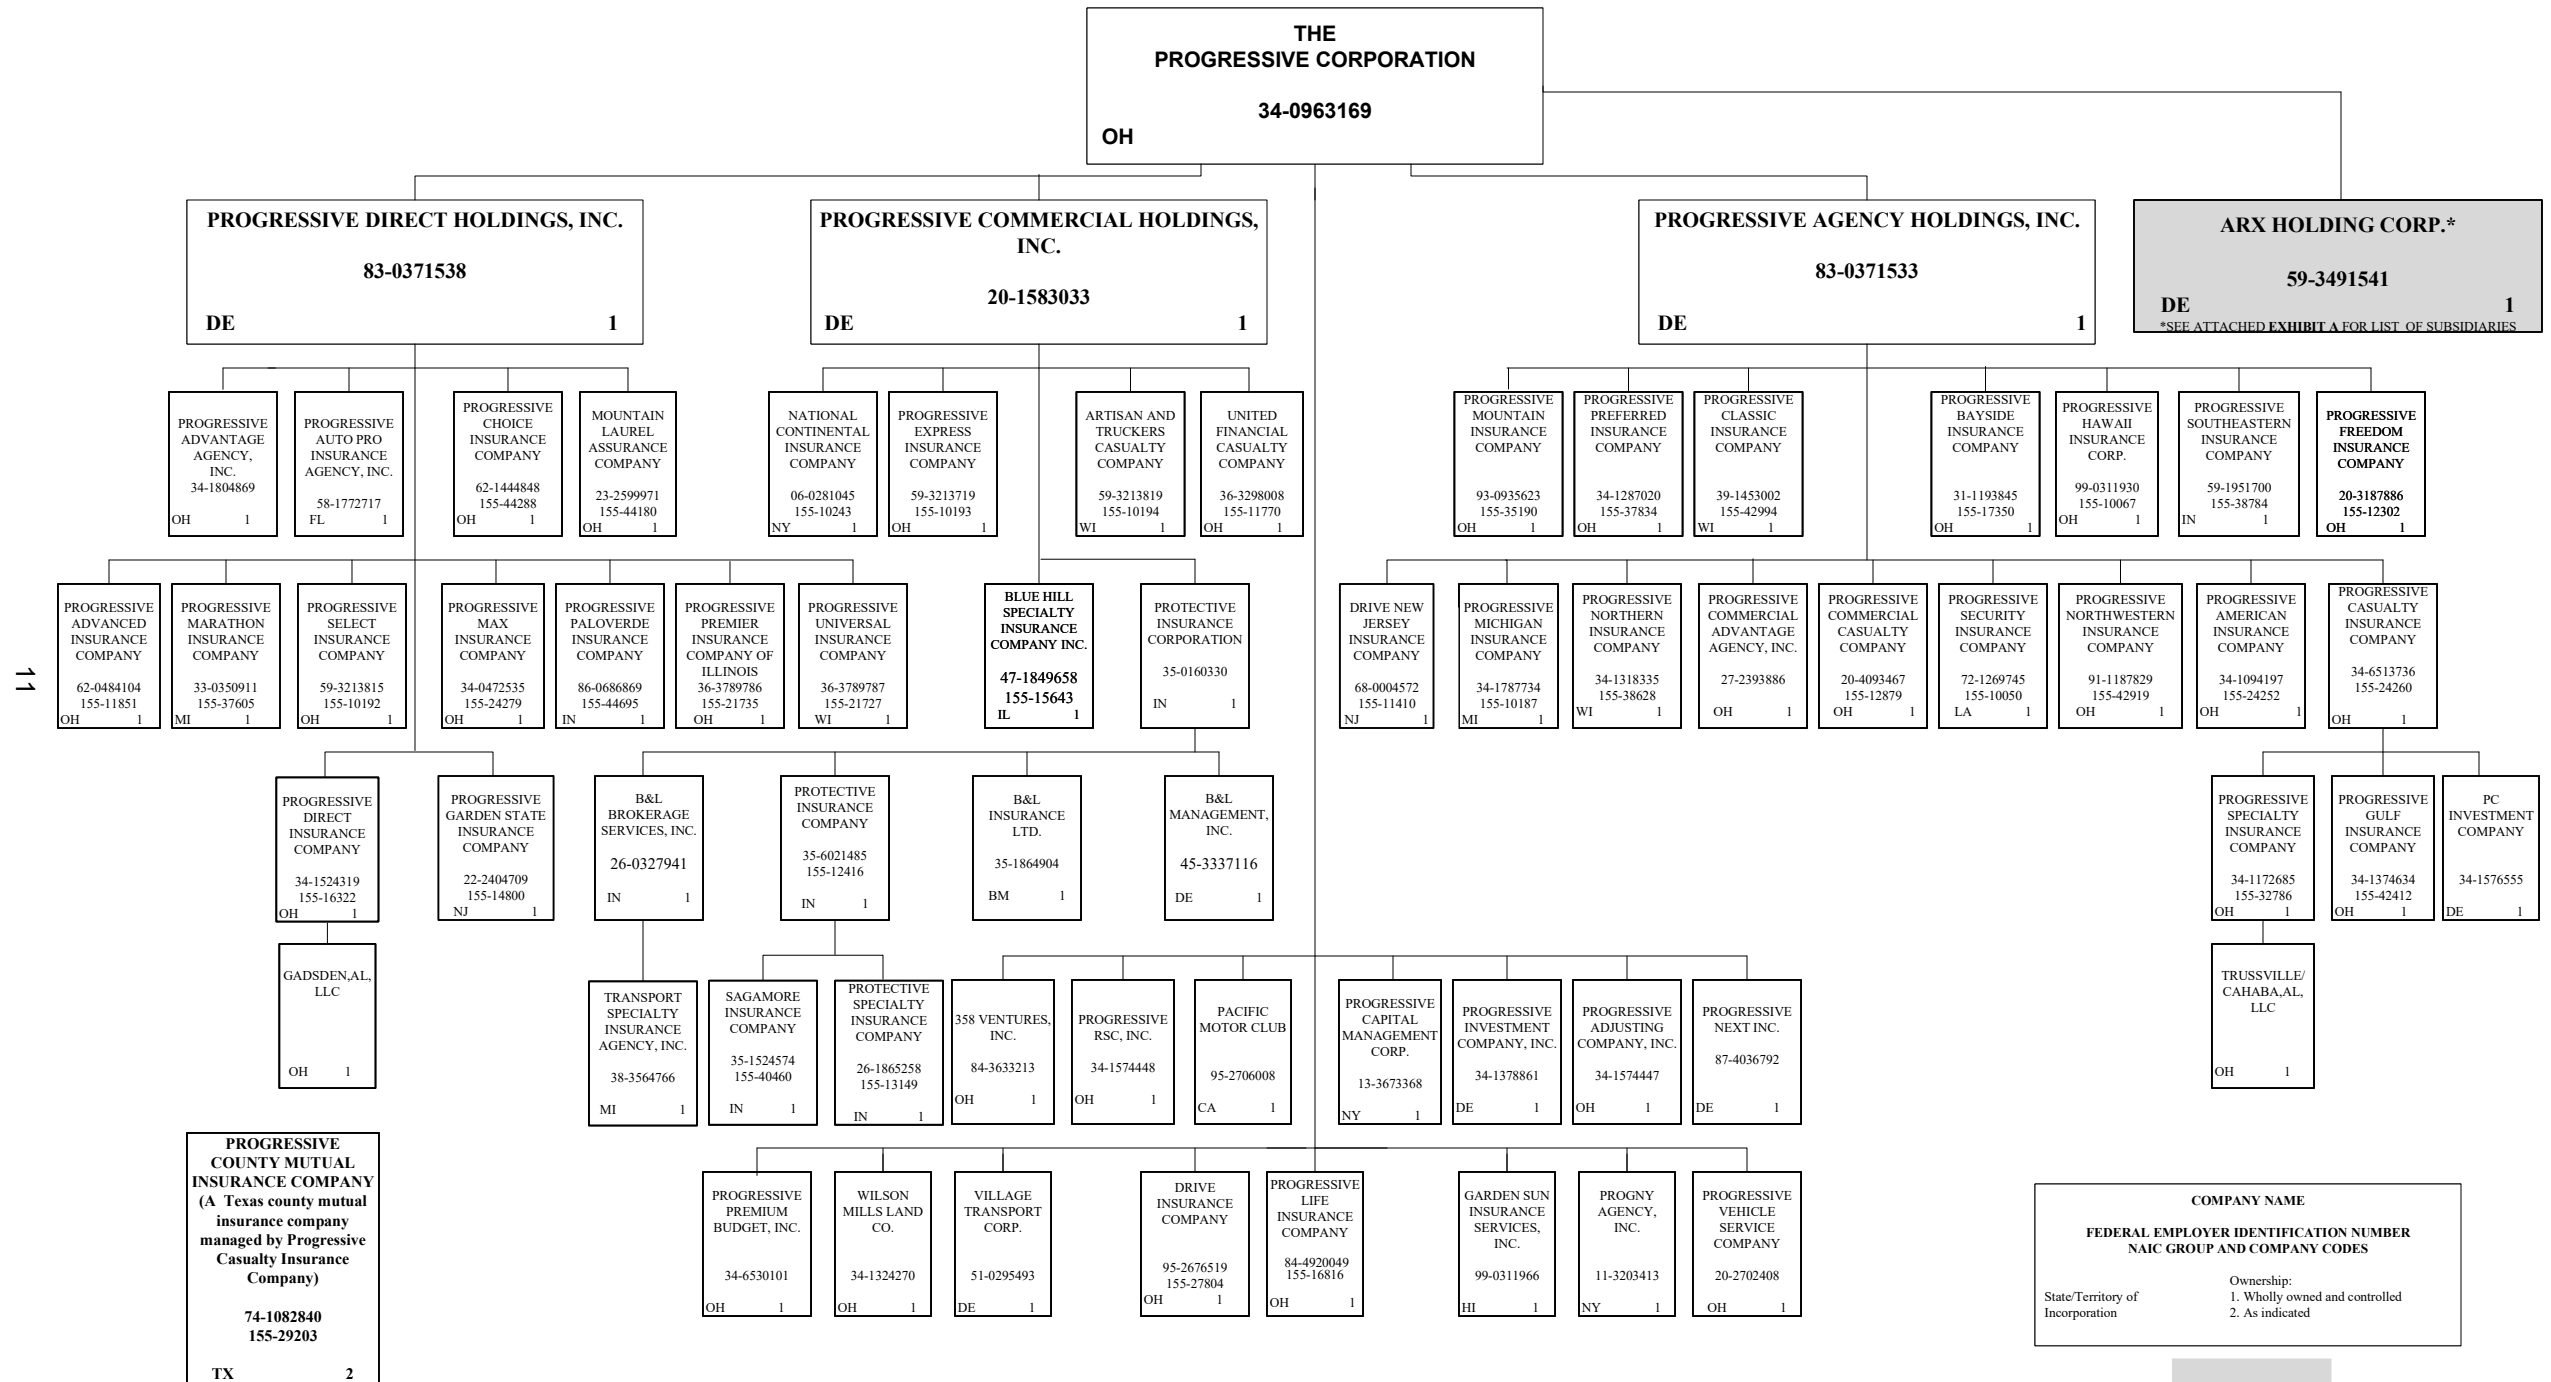 THE
PROGRESSIVE CORPORATION
34-0963169
OH
PROGRESSIVE DIRECT HOLDINGS, INC.
83-0371538
DE 1
PROGRESSIVE COMMERCIAL HOLDINGS,
INC.
20-1583033
DE 1
PROGRESSIVE AGENCY HOLDINGS, INC.
83-0371533
DE 1
ARX HOLDING CORP.*
59-3491541
DE 1
*SEE ATTACHED EXHIBIT A FOR LIST OF SUBSIDIARIES
PROGRESSIVE
ADVANTAGE
AGENCY,
INC.
34-1804869
OH 1
PROGRESSIVE
AUTO PRO
INSURANCE
AGENCY, INC.
58-1772717
FL 1
PROGRESSIVE
CHOICE
INSURANCE
COMPANY
62-1444848
155-44288
OH 1
MOUNTAIN
LAUREL
ASSURANCE
COMPANY
23-2599971
155-44180
OH 1
NATIONAL
CONTINENTAL
INSURANCE
COMPANY
06-0281045
155-10243
NY 1
PROGRESSIVE
EXPRESS
INSURANCE
COMPANY
59-3213719
155-10193
OH 1
ARTISAN AND
TRUCKERS
CASUALTY
COMPANY
59-3213819
155-10194
WI 1
UNITED
FINANCIAL
CASUALTY
COMPANY
36-3298008
155-11770
OH 1
PROGRESSIVE
MOUNTAIN
INSURANCE
COMPANY
93-0935623
155-35190
OH 1
PROGRESSIVE
PREFERRED
INSURANCE
COMPANY
34-1287020
155-37834
OH 1
PROGRESSIVE
CLASSIC
INSURANCE
COMPANY
39-1453002
155-42994
WI 1
PROGRESSIVE
BAYSIDE
INSURANCE
COMPANY
31-1193845
155-17350
OH 1
PROGRESSIVE
HAWAII
INSURANCE
CORP.
99-0311930
155-10067
OH 1
PROGRESSIVE
SOUTHEASTERN
INSURANCE
COMPANY
59-1951700
155-38784
IN 1
PROGRESSIVE
FREEDOM
INSURANCE
COMPANY
20-3187886
155-12302
OH 1
PROGRESSIVE
ADVANCED
INSURANCE
COMPANY
62-0484104
155-11851
OH 1
PROGRESSIVE
MARATHON
INSURANCE
COMPANY
33-0350911
155-37605
MI 1
PROGRESSIVE
SELECT
INSURANCE
COMPANY
59-3213815
155-10192
OH 1
PROGRESSIVE
MAX
INSURANCE
COMPANY
34-0472535
155-24279
OH 1
PROGRESSIVE
PALOVERDE
INSURANCE
COMPANY
86-0686869
155-44695
IN 1
PROGRESSIVE
PREMIER
INSURANCE
COMPANY OF
ILLINOIS
36-3789786
155-21735
OH 1
PROGRESSIVE
UNIVERSAL
INSURANCE
COMPANY
36-3789787
155-21727
WI 1
BLUE HILL
SPECIALTY
INSURANCE
COMPANY INC.
47-1849658
155-15643
IL 1
PROTECTIVE
INSURANCE
CORPORATION
35-0160330
IN 1
DRIVE NEW
JERSEY
INSURANCE
COMPANY
68-0004572
155-11410
NJ 1
PROGRESSIVE
MICHIGAN
INSURANCE
COMPANY
34-1787734
155-10187
MI 1
PROGRESSIVE
NORTHERN
INSURANCE
COMPANY
34-1318335
155-38628
WI 1
PROGRESSIVE
COMMERCIAL
ADVANTAGE
AGENCY, INC.
27-2393886
OH 1
PROGRESSIVE
COMMERCIAL
CASUALTY
COMPANY
20-4093467
155-12879
OH 1
PROGRESSIVE
SECURITY
INSURANCE
COMPANY
72-1269745
155-10050
LA 1
PROGRESSIVE
NORTHWESTERN
INSURANCE
COMPANY
91-1187829
155-42919
OH 1
PROGRESSIVE
AMERICAN
INSURANCE
COMPANY
34-1094197
155-24252
OH 1
PROGRESSIVE
CASUALTY
INSURANCE
COMPANY
34-6513736
155-24260
OH 1
11
PROGRESSIVE
DIRECT
INSURANCE
COMPANY
34-1524319
155-16322
OH 1
PROGRESSIVE
GARDEN STATE
INSURANCE
COMPANY
22-2404709
155-14800
NJ 1
B&L
BROKERAGE
SERVICES, INC.
26-0327941
IN 1
PROTECTIVE
INSURANCE
COMPANY
35-6021485
155-12416
IN 1
B&L
INSURANCE
LTD.
35-1864904
BM 1
B&L
MANAGEMENT,
INC.
45-3337116
DE 1
PROGRESSIVE
SPECIALTY
INSURANCE
COMPANY
34-1172685
155-32786
OH 1
PROGRESSIVE
GULF
INSURANCE
COMPANY
34-1374634
155-42412
OH 1
PC
INVESTMENT
COMPANY
34-1576555
DE 1
GADSDEN,AL,
LLC
OH 1
TRANSPORT
SPECIALTY
INSURANCE
AGENCY, INC.
38-3564766
MI 1
SAGAMORE
INSURANCE
COMPANY
35-1524574
155-40460
IN 1
PROTECTIVE
SPECIALTY
INSURANCE
COMPANY
26-1865258
155-13149
IN 1
358 VENTURES,
INC.
84-3633213
OH 1
PROGRESSIVE
RSC, INC.
34-1574448
OH 1
PACIFIC
MOTOR CLUB
95-2706008
CA 1
PROGRESSIVE
CAPITAL
MANAGEMENT
CORP.
13-3673368
NY 1
PROGRESSIVE
INVESTMENT
COMPANY, INC.
34-1378861
DE 1
PROGRESSIVE
ADJUSTING
COMPANY, INC.
34-1574447
OH 1
PROGRESSIVE
NEXT INC.
87-4036792
DE 1
TRUSSVILLE/
CAHABA,AL,
LLC
OH 1
PROGRESSIVE
COUNTY MUTUAL
INSURANCE COMPANY
(A Texas county mutual
insurance company
managed by Progressive
Casualty Insurance
Company)
74-1082840
155-29203
TX 2
PROGRESSIVE
PREMIUM
BUDGET, INC.
34-6530101
OH 1
WILSON
MILLS LAND
CO.
34-1324270
OH 1
VILLAGE
TRANSPORT
CORP.
51-0295493
DE 1
DRIVE
INSURANCE
COMPANY
95-2676519
155-27804
OH 1
PROGRESSIVE
LIFE
INSURANCE
COMPANY
84-4920049
155-16816
OH 1
GARDEN SUN
INSURANCE
SERVICES,
INC.
99-0311966
HI 1
PROGNY
AGENCY,
INC.
11-3203413
NY 1
PROGRESSIVE
VEHICLE
SERVICE
COMPANY
20-2702408
OH 1
COMPANY NAME
FEDERAL EMPLOYER IDENTIFICATION NUMBER
NAIC GROUP AND COMPANY CODES
Ownership:
State/Territory of 1. Wholly owned and controlled
Incorporation 2. As indicated